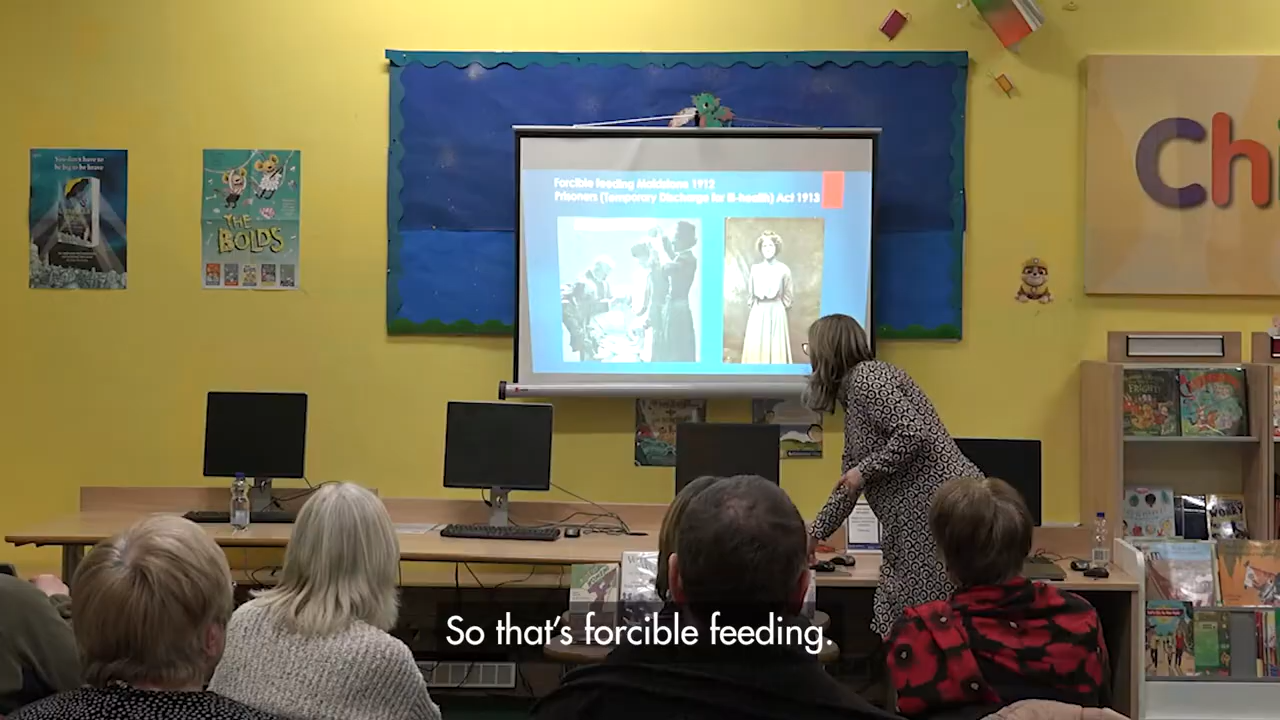 You don't have to
be big to be brave
THE
BOLDS
Forcible feeding Maidstone 1912
Prisoners (Temporary Discharge for Ill-health) Act 1913
Ch
So that's forcible feeding.